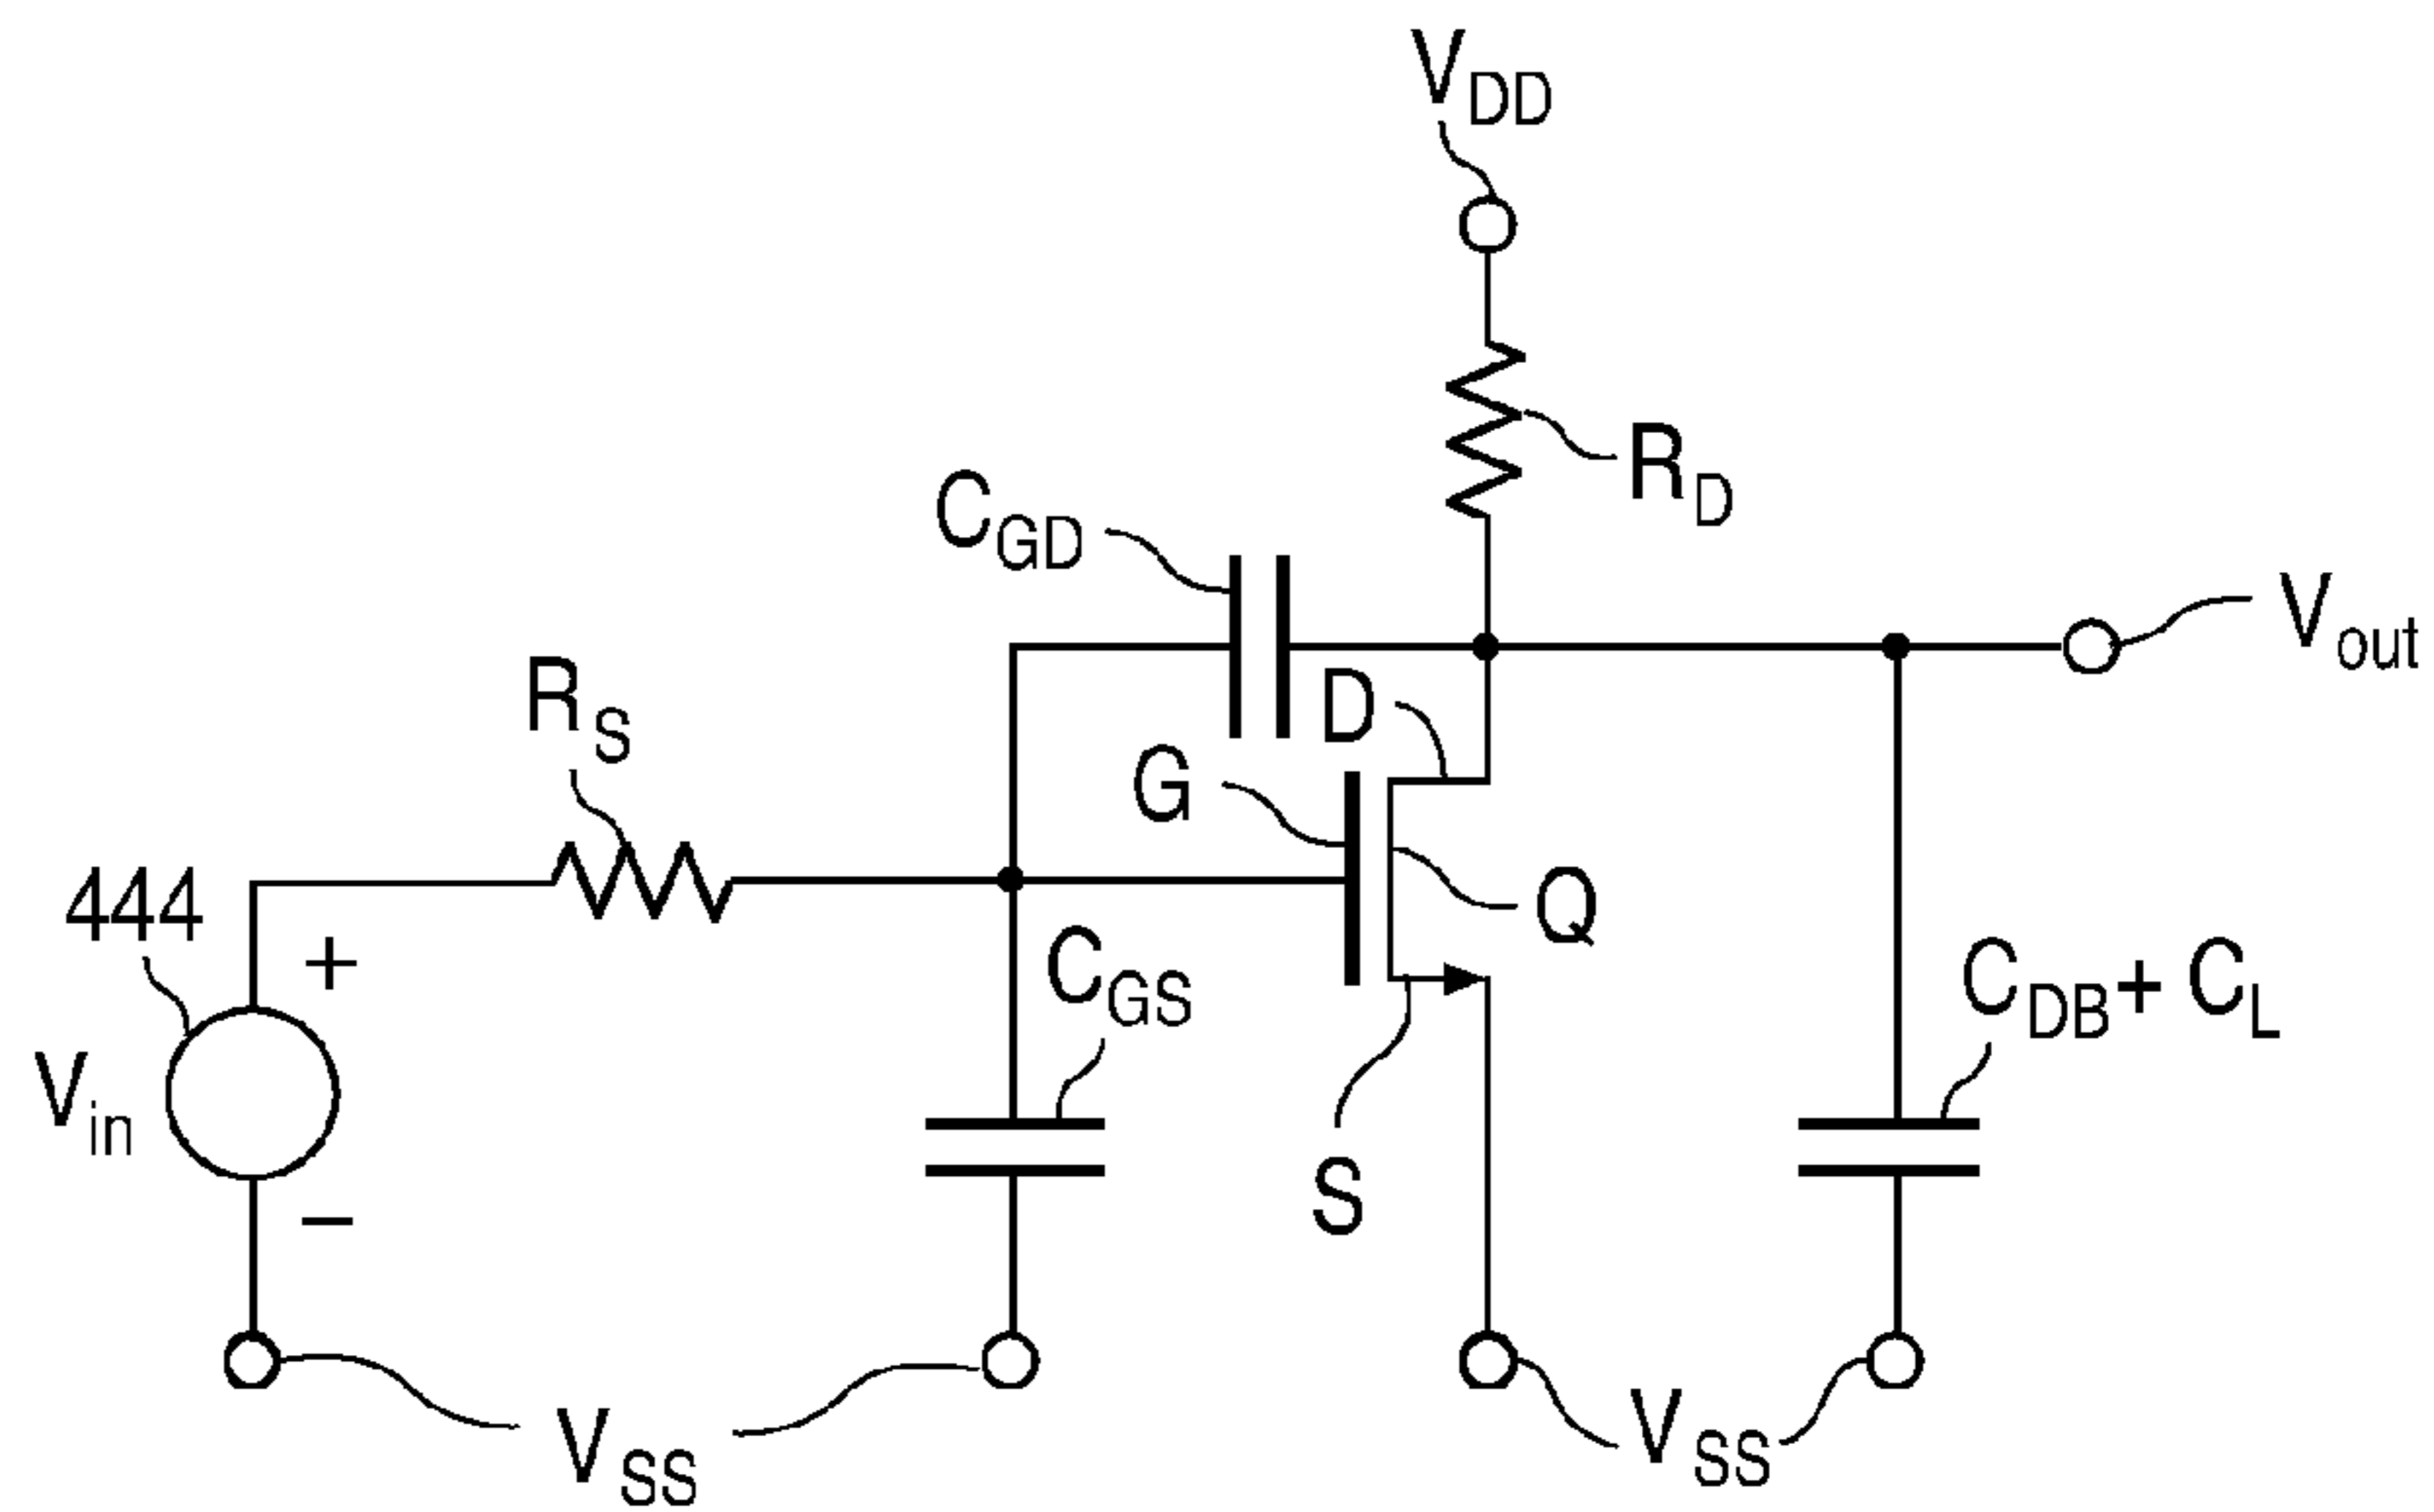 VDD
RD
CGD
Vout
RS
D
G
444
Q
+
CGS
CDB+ CL
Vin
S
−
VSS
VSS